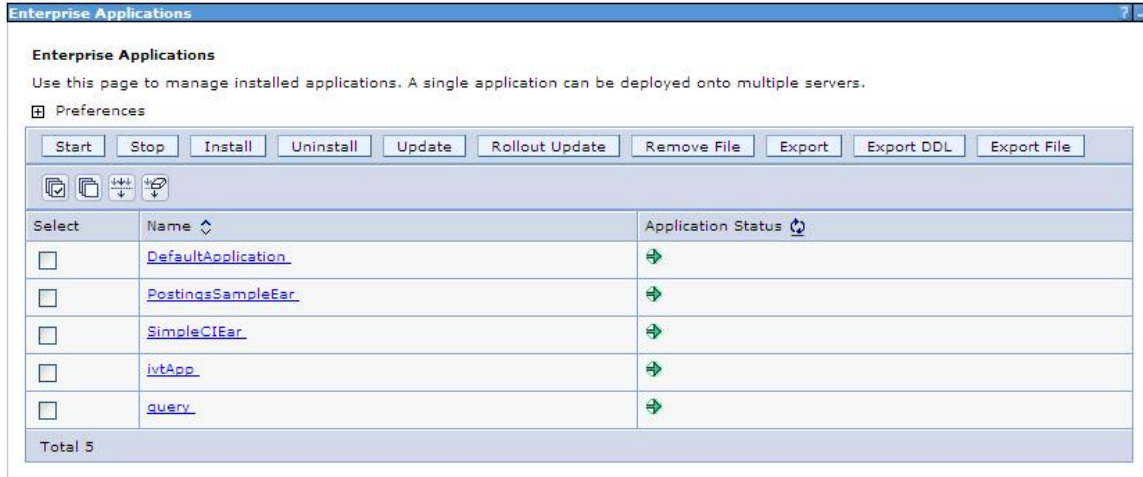 Enterprise Applications ? -
Enterprise Applications
Use this page to manage installed applications. A single application can be deployed onto multiple servers.
+ Preferences
Start Stop Install Uninstall Update Rollout Update Remove File Export Export DDL Export File
Select Name Application Status
DefaultApplication
PostingsSampleEar
SimpleCIEar
ivtApp
query
Total 5